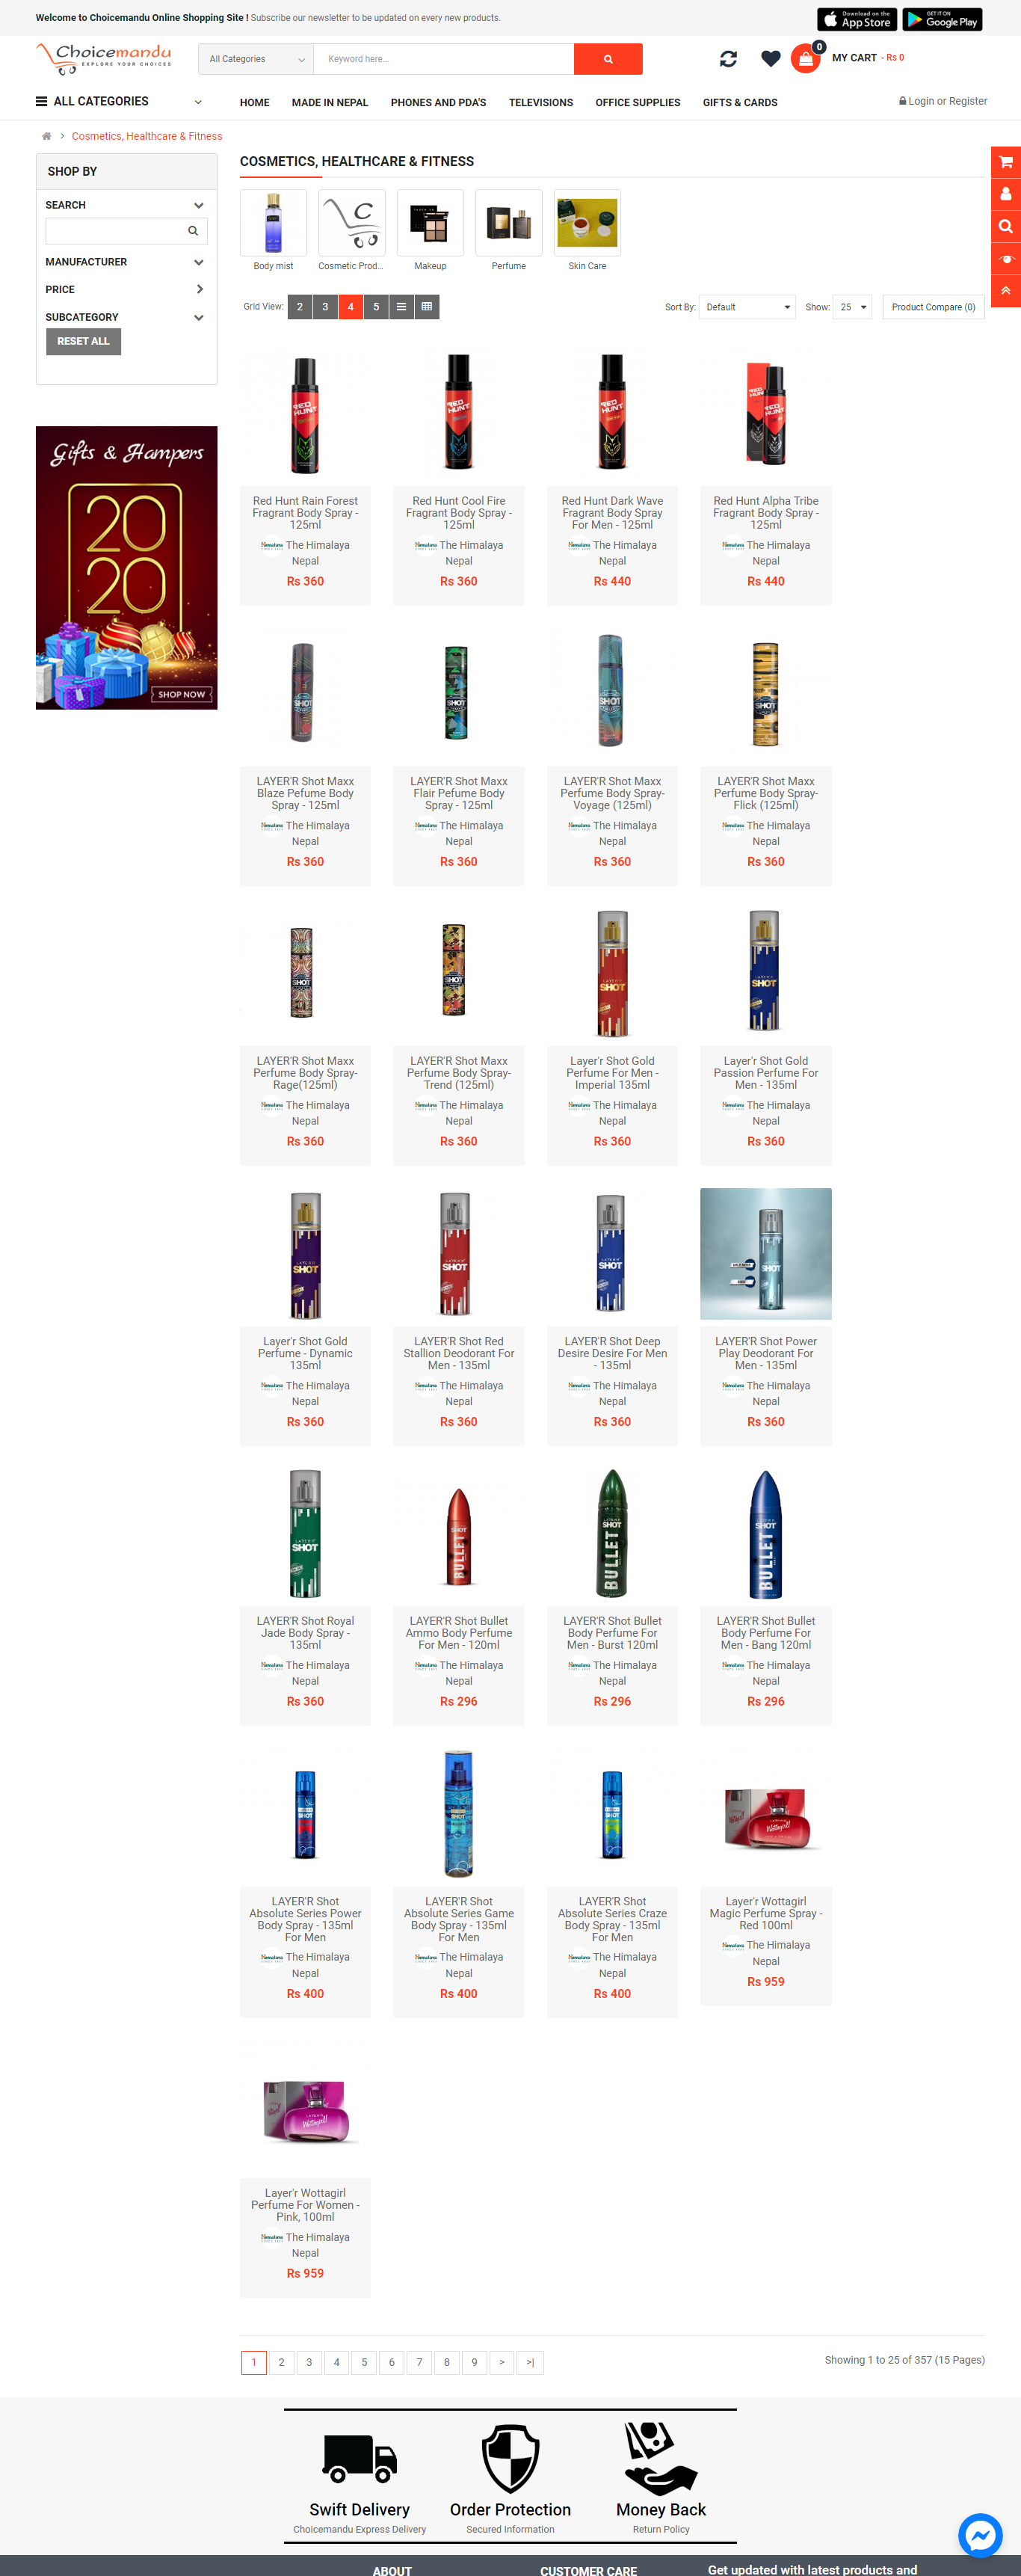 Welcome to Choicemandu Online Shopping Site ! Subscribe our newsletter to be updated on every new products.
Download on the App Store
GET IT ON Google Play
Choicemandu
EXPLORE YOUR CHOICES
All Categories
Keyword here...
0
MY CART - Rs 0
ALL CATEGORIES
HOME MADE IN NEPAL PHONES AND PDA'S TELEVISIONS OFFICE SUPPLIES GIFTS & CARDS
Login or Register
Cosmetics, Healthcare & Fitness
SHOP BY
SEARCH
MANUFACTURER
PRICE
SUBCATEGORY
RESET ALL
Gifts & Hampers
20
20
SHOP NOW
COSMETICS, HEALTHCARE & FITNESS
Body mist Cosmetic Prod... Makeup Perfume Skin Care
Grid View: 2 3 4 5
Sort By: Default Show: 25 Product Compare (0)
Red Hunt Rain Forest
Fragrant Body Spray -
125ml
The Himalaya
Nepal
Rs 360
Red Hunt Cool Fire
Fragrant Body Spray -
125ml
The Himalaya
Nepal
Rs 360
Red Hunt Dark Wave
Fragrant Body Spray
For Men - 125ml
The Himalaya
Nepal
Rs 440
Red Hunt Alpha Tribe
Fragrant Body Spray -
125ml
The Himalaya
Nepal
Rs 440
LAYER'R Shot Maxx
Blaze Pefume Body
Spray - 125ml
The Himalaya
Nepal
Rs 360
LAYER'R Shot Maxx
Flair Pefume Body
Spray - 125ml
The Himalaya
Nepal
Rs 360
LAYER'R Shot Maxx
Perfume Body Spray-
Voyage (125ml)
The Himalaya
Nepal
Rs 360
LAYER'R Shot Maxx
Perfume Body Spray-
Flick (125ml)
The Himalaya
Nepal
Rs 360
LAYER'R Shot Maxx
Perfume Body Spray-
Rage(125ml)
The Himalaya
Nepal
Rs 360
LAYER'R Shot Maxx
Perfume Body Spray-
Trend (125ml)
The Himalaya
Nepal
Rs 360
Layer'r Shot Gold
Perfume For Men -
Imperial 135ml
The Himalaya
Nepal
Rs 360
Layer'r Shot Gold
Passion Perfume For
Men - 135ml
The Himalaya
Nepal
Rs 360
Layer'r Shot Gold
Perfume - Dynamic
135ml
The Himalaya
Nepal
Rs 360
LAYER'R Shot Red
Stallion Deodorant For
Men - 135ml
The Himalaya
Nepal
Rs 360
LAYER'R Shot Deep
Desire Desire For Men
- 135ml
The Himalaya
Nepal
Rs 360
LAYER'R Shot Power
Play Deodorant For
Men - 135ml
The Himalaya
Nepal
Rs 360
LAYER'R Shot Royal
Jade Body Spray -
135ml
The Himalaya
Nepal
Rs 360
LAYER'R Shot Bullet
Ammo Body Perfume
For Men - 120ml
The Himalaya
Nepal
Rs 296
LAYER'R Shot Bullet
Body Perfume For
Men - Burst 120ml
The Himalaya
Nepal
Rs 296
LAYER'R Shot Bullet
Body Perfume For
Men - Bang 120ml
The Himalaya
Nepal
Rs 296
LAYER'R Shot
Absolute Series Power
Body Spray - 135ml
For Men
The Himalaya
Nepal
Rs 400
LAYER'R Shot
Absolute Series Game
Body Spray - 135ml
For Men
The Himalaya
Nepal
Rs 400
LAYER'R Shot
Absolute Series Craze
Body Spray - 135ml
For Men
The Himalaya
Nepal
Rs 400
Layer'r Wottagirl
Magic Perfume Spray -
Red 100ml
The Himalaya
Nepal
Rs 959
Layer'r Wottagirl
Perfume For Women -
Pink, 100ml
The Himalaya
Nepal
Rs 959
1 2 3 4 5 6 7 8 9 > >|
Showing 1 to 25 of 357 (15 Pages)
Swift Delivery Order Protection Money Back
Choicemandu Express Delivery Secured Information Return Policy
ABOUT CUSTOMER CARE Get updated with latest products and